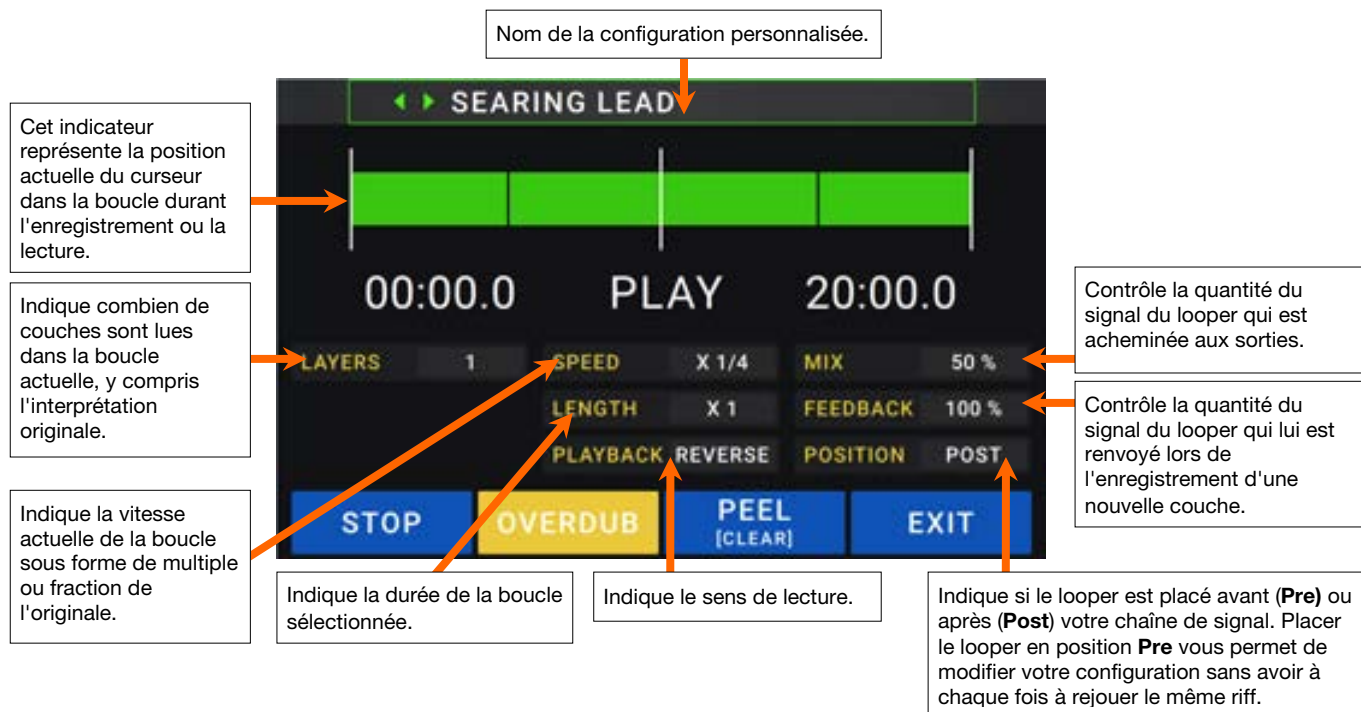 Nom de la configuration personnalisée.
SEARING LEAD
Cet indicateur
représente la position
actuelle du curseur
dans la boucle durant
l'enregistrement ou la
lecture.
00:00.0 PLAY 20:00.0
Indique combien de
couches sont lues
dans la boucle
actuelle, y compris
l'interprétation
originale.
LAYERS 1 SPEED X 1/4 MIX 50 %
LENGTH X 1 FEEDBACK 100 %
PLAYBACK REVERSE POSITION POST
Contrôle la quantité du
signal du looper qui est
acheminée aux sorties.
Contrôle la quantité du
signal du looper qui lui est
renvoyé lors de
l'enregistrement d'une
nouvelle couche.
STOP OVERDUB PEEL EXIT
[CLEAR]
Indique la vitesse
actuelle de la boucle
sous forme de multiple
ou fraction de
l'originale.
Indique la durée de la boucle
sélectionnée.
Indique le sens de lecture.
Indique si le looper est placé avant (Pre) ou
après (Post) votre chaîne de signal. Placer
le looper en position Pre vous permet de
modifier votre configuration sans avoir à
chaque fois à rejouer le même riff.